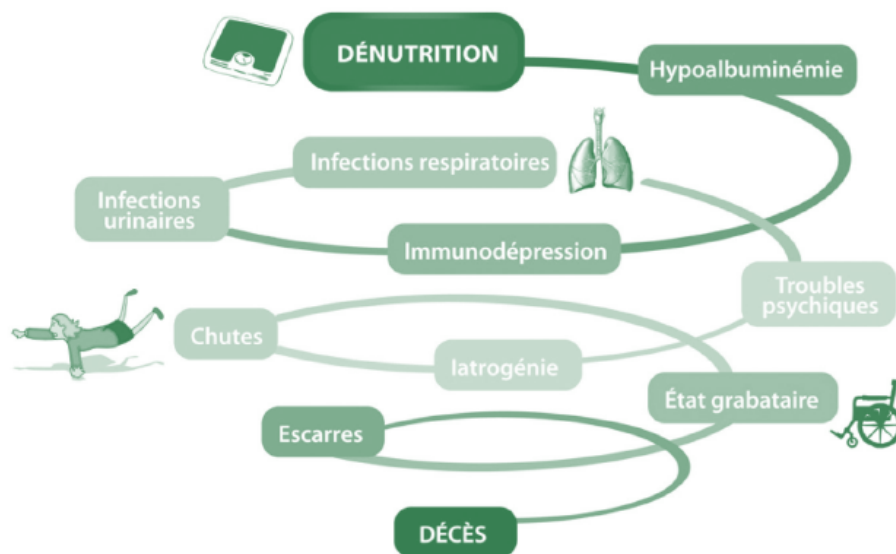 DÉNUTRITION
Hypoalbuminémie
Infections respiratoires
Infections
urinaires
Immunodépression
Troubles
psychiques
Chutes
Iatrogénie
État grabataire
Escarres
DÉCÈS